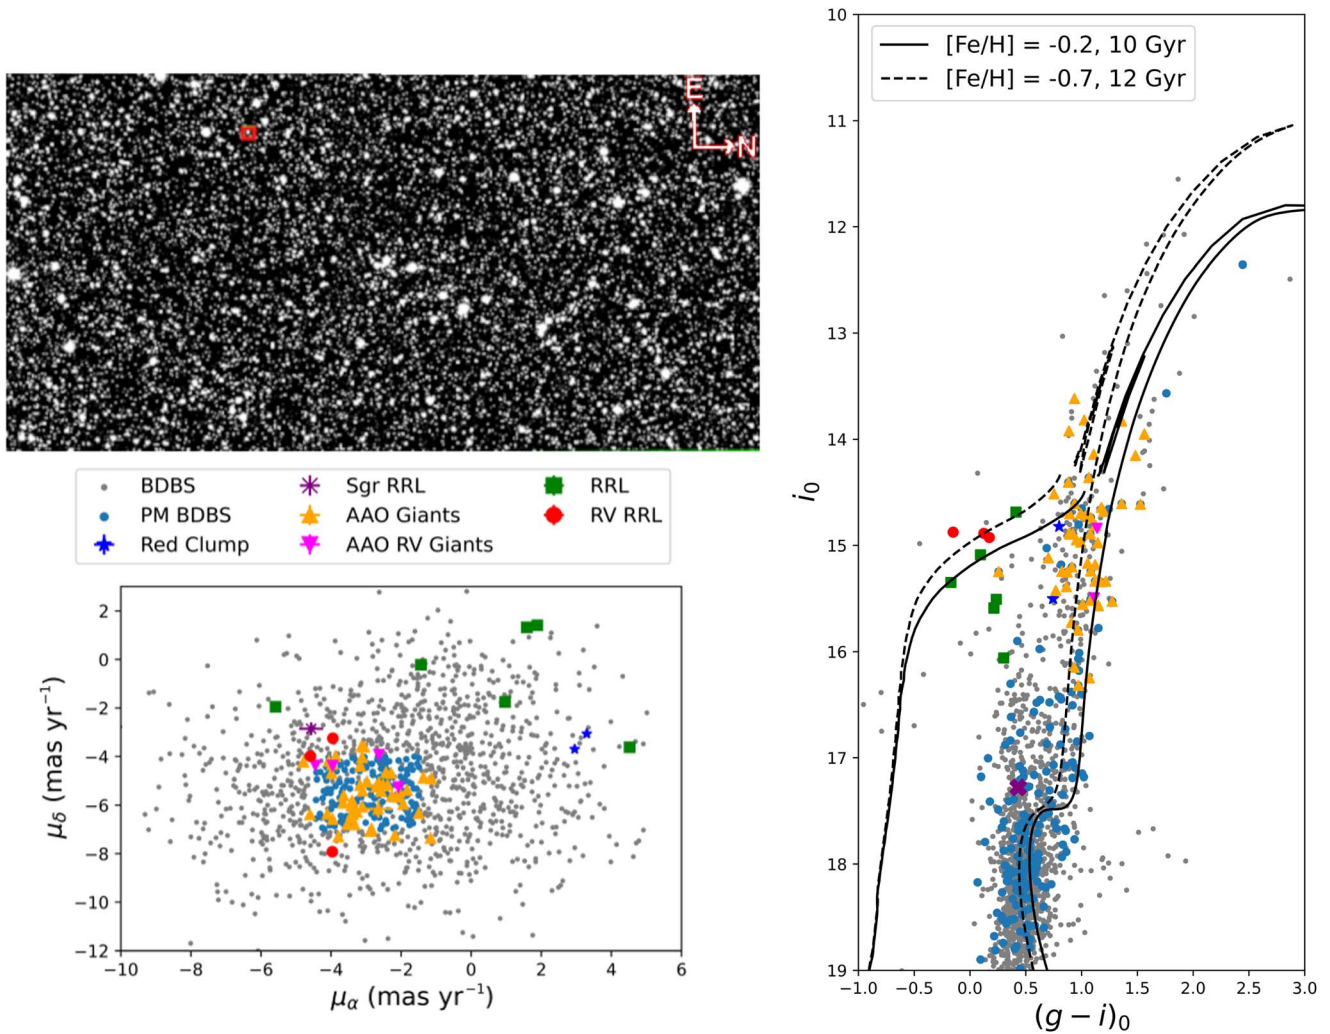 E
N
BDBS
PM BDBS
Red Clump
Sgr RRL
AAO Giants
AAO RV Giants
RRL
RV RRL
2
0
−2
−4
−6
−8
−10
−12
μδ (mas yr⁻¹)
−10
−8
−6
−4
−2
0
2
4
6
μα (mas yr⁻¹)
[Fe/H] = -0.2, 10 Gyr
[Fe/H] = -0.7, 12 Gyr
10
11
12
13
14
15
16
17
18
19
i₀
−1.0
−0.5
0.0
0.5
1.0
1.5
2.0
2.5
3.0
(g − i)₀